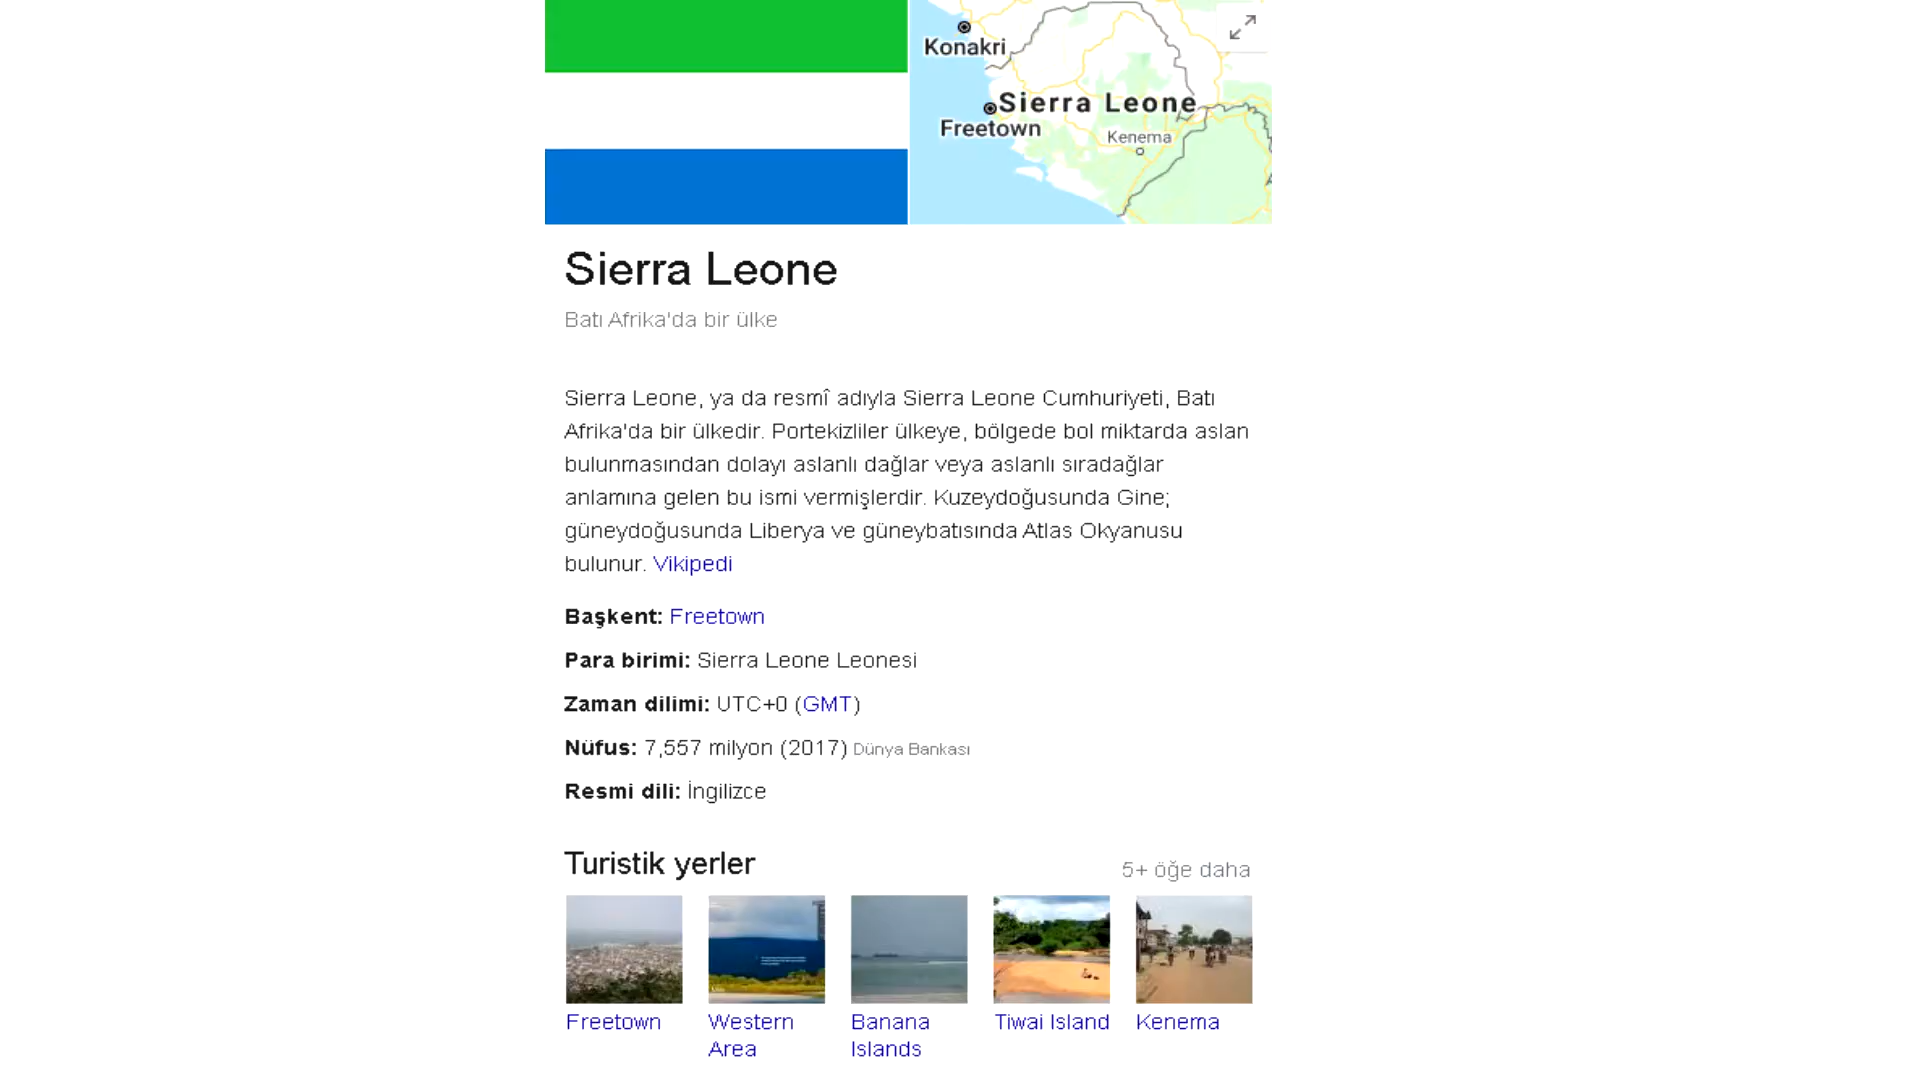 Konakri
Sierra Leone
Freetown
Kenema
Sierra Leone
Batı Afrika'da bir ülke
Sierra Leone, ya da resmî adıyla Sierra Leone Cumhuriyeti, Batı
Afrika'da bir ülkedir. Portekizliler ülkeye, bölgede bol miktarda aslan
bulunmasından dolayı aslanlı dağlar veya aslanlı sıradağlar
anlamına gelen bu ismi vermişlerdir. Kuzeydoğusunda Gine;
güneydoğusunda Liberya ve güneybatısında Atlas Okyanusu
bulunur. Vikipedi
Başkent: Freetown
Para birimi: Sierra Leone Leonesi
Zaman dilimi: UTC+0 (GMT)
Nüfus: 7,557 milyon (2017) Dünya Bankası
Resmi dili: İngilizce
Turistik yerler
5+ öğe daha
Freetown
Western
Area
Banana
Islands
Tiwai Island
Kenema